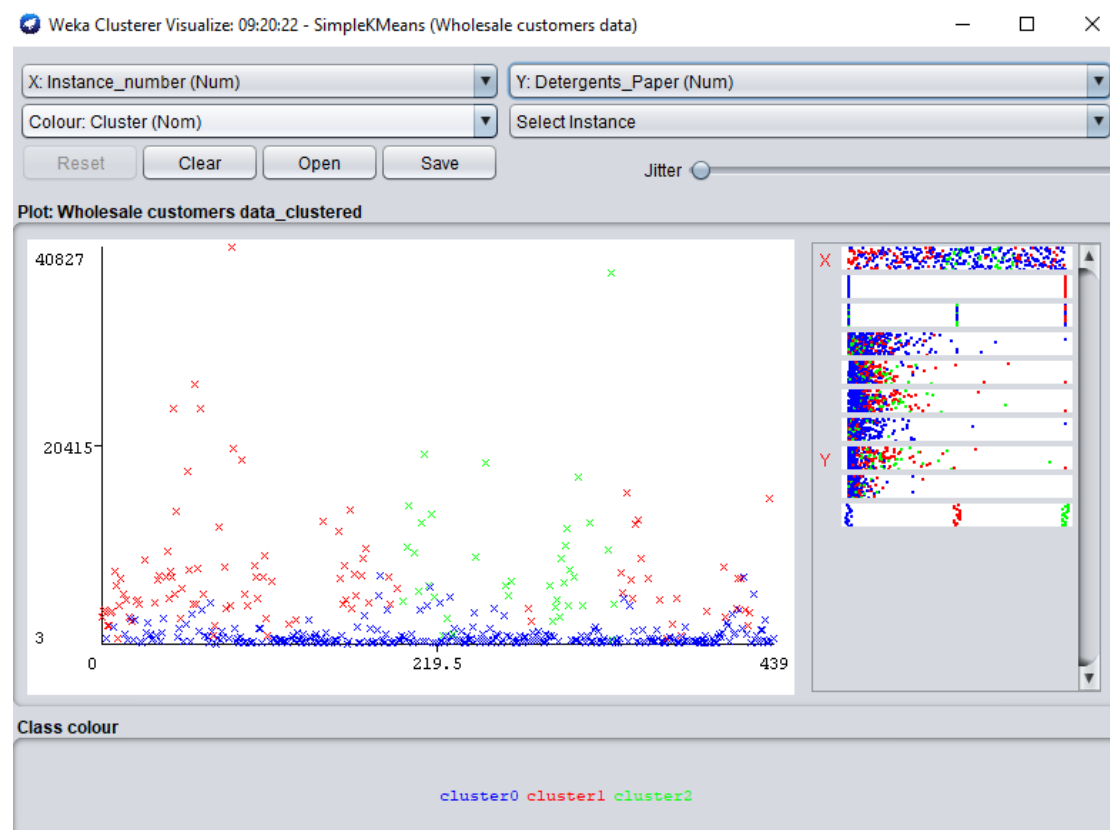 Weka Clusterer Visualize: 09:20:22 - SimpleKMeans (Wholesale customers data)
X: Instance_number (Num) Y: Detergents_Paper (Num)
Colour: Cluster (Nom) Select Instance
Reset Clear Open Save Jitter
Plot: Wholesale customers data_clustered
40827
20415
3
0 219.5 439
X
Y
Class colour
cluster0 cluster1 cluster2